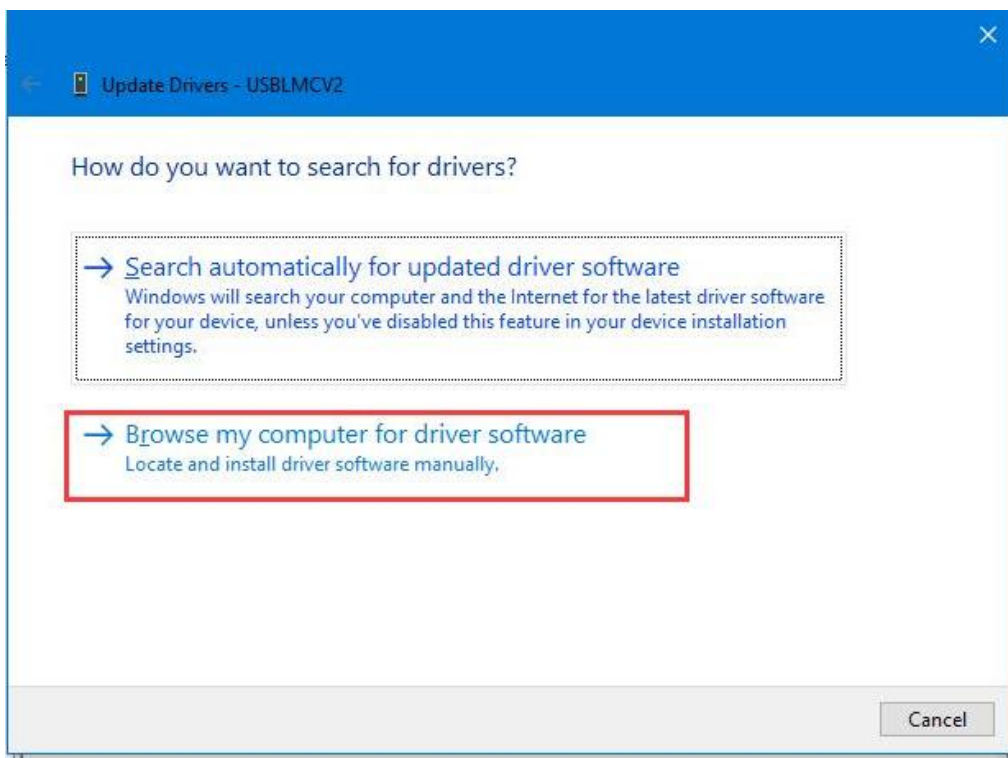 Update Drivers - USBLMCV2
How do you want to search for drivers?
Search automatically for updated driver software
Windows will search your computer and the Internet for the latest driver software
for your device, unless you've disabled this feature in your device installation
settings.
Browse my computer for driver software
Locate and install driver software manually.
Cancel